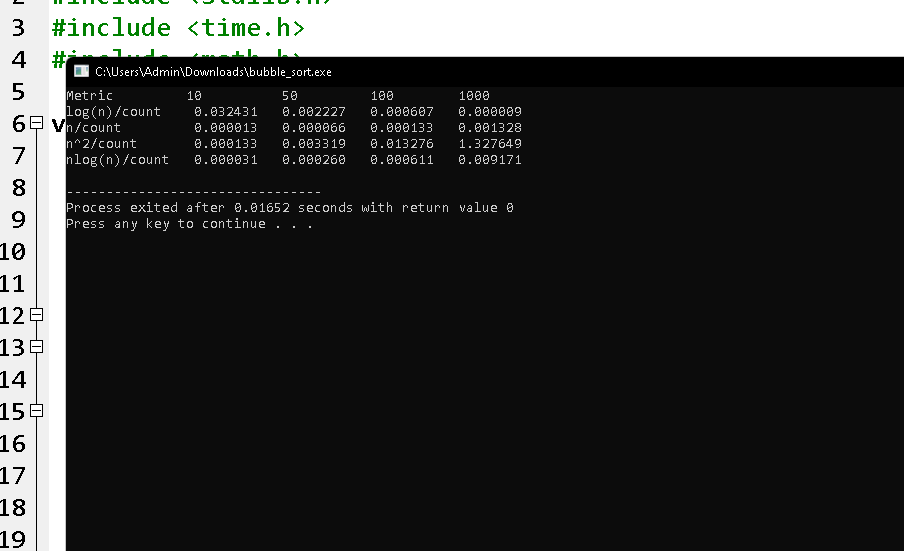 2 #include <stdlib.h>
3 #include <time.h>
4 #include <math.h>
C:\Users\Admin\Downloads\bubble_sort.exe
5
Metric 10 50 100 1000
log(n)/count 0.032431 0.002227 0.000607 0.000009
6 v
n/count 0.000013 0.000066 0.000133 0.001328
n^2/count 0.000133 0.003319 0.013276 1.327649
7
nlog(n)/count 0.000031 0.000260 0.000611 0.009171
8
--------------------------------
Process exited after 0.01652 seconds with return value 0
9
Press any key to continue . . .
10
11
12
13
14
15
16
17
18
19